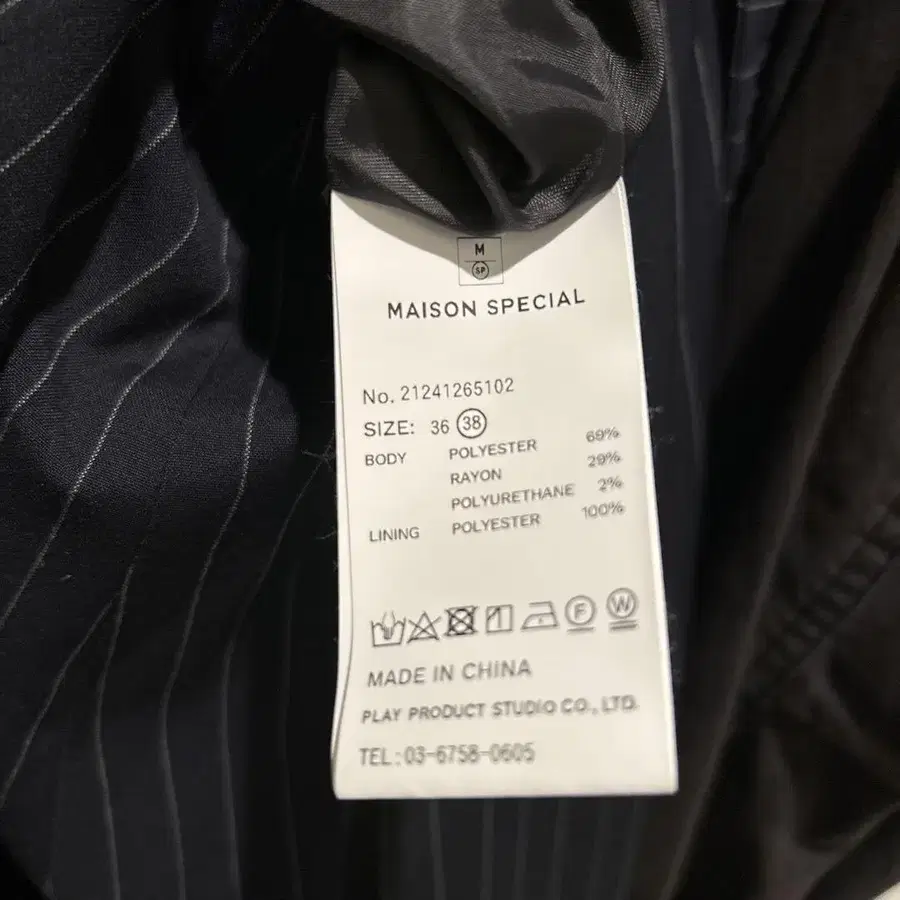 M
SP
MAISON SPECIAL
No. 21241265102
SIZE: 36 38
BODY POLYESTER 69%
RAYON 29%
POLYURETHANE 2%
LINING POLYESTER 100%
F W
MADE IN CHINA
PLAY PRODUCT STUDIO CO., LTD.
TEL:03-6758-0605